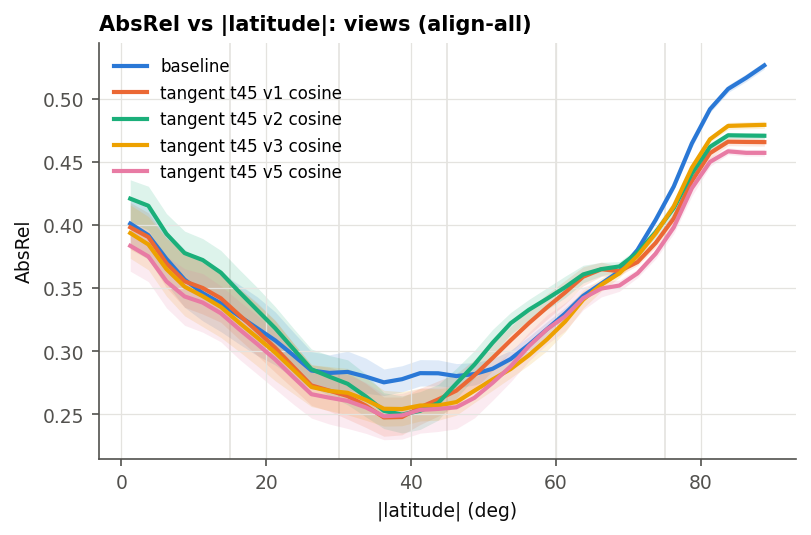 AbsRel vs |latitude|: views (align-all)
baseline
tangent t45 v1 cosine
tangent t45 v2 cosine
tangent t45 v3 cosine
tangent t45 v5 cosine
AbsRel
0.50
0.45
0.40
0.35
0.30
0.25
0 20 40 60 80
|latitude| (deg)